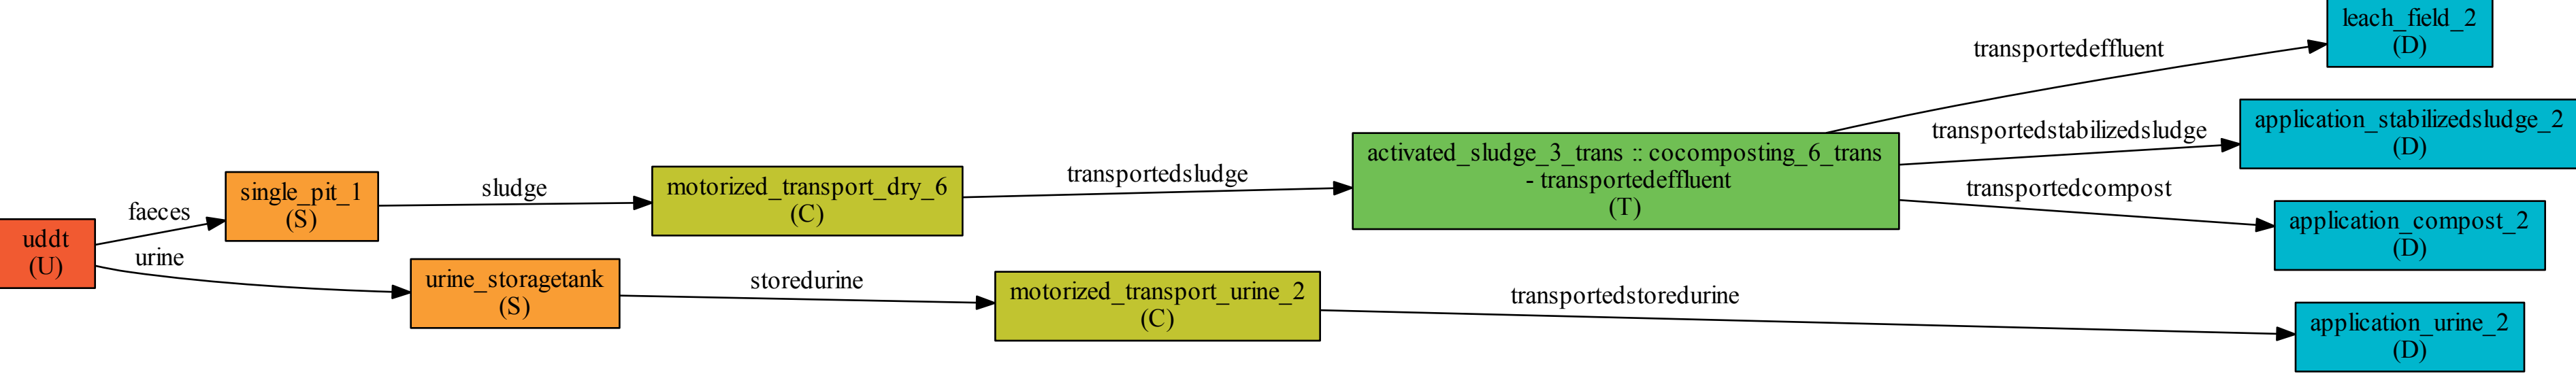 uddt
(U)
faeces
urine
single_pit_1
(S)
urine_storagetank
(S)
sludge
storedurine
motorized_transport_dry_6
(C)
motorized_transport_urine_2
(C)
transportedsludge
transportedstoredurine
activated_sludge_3_trans :: cocomposting_6_trans
- transportedeffluent
(T)
transportedeffluent
transportedstabilizedsludge
transportedcompost
leach_field_2
(D)
application_stabilizedsludge_2
(D)
application_compost_2
(D)
application_urine_2
(D)